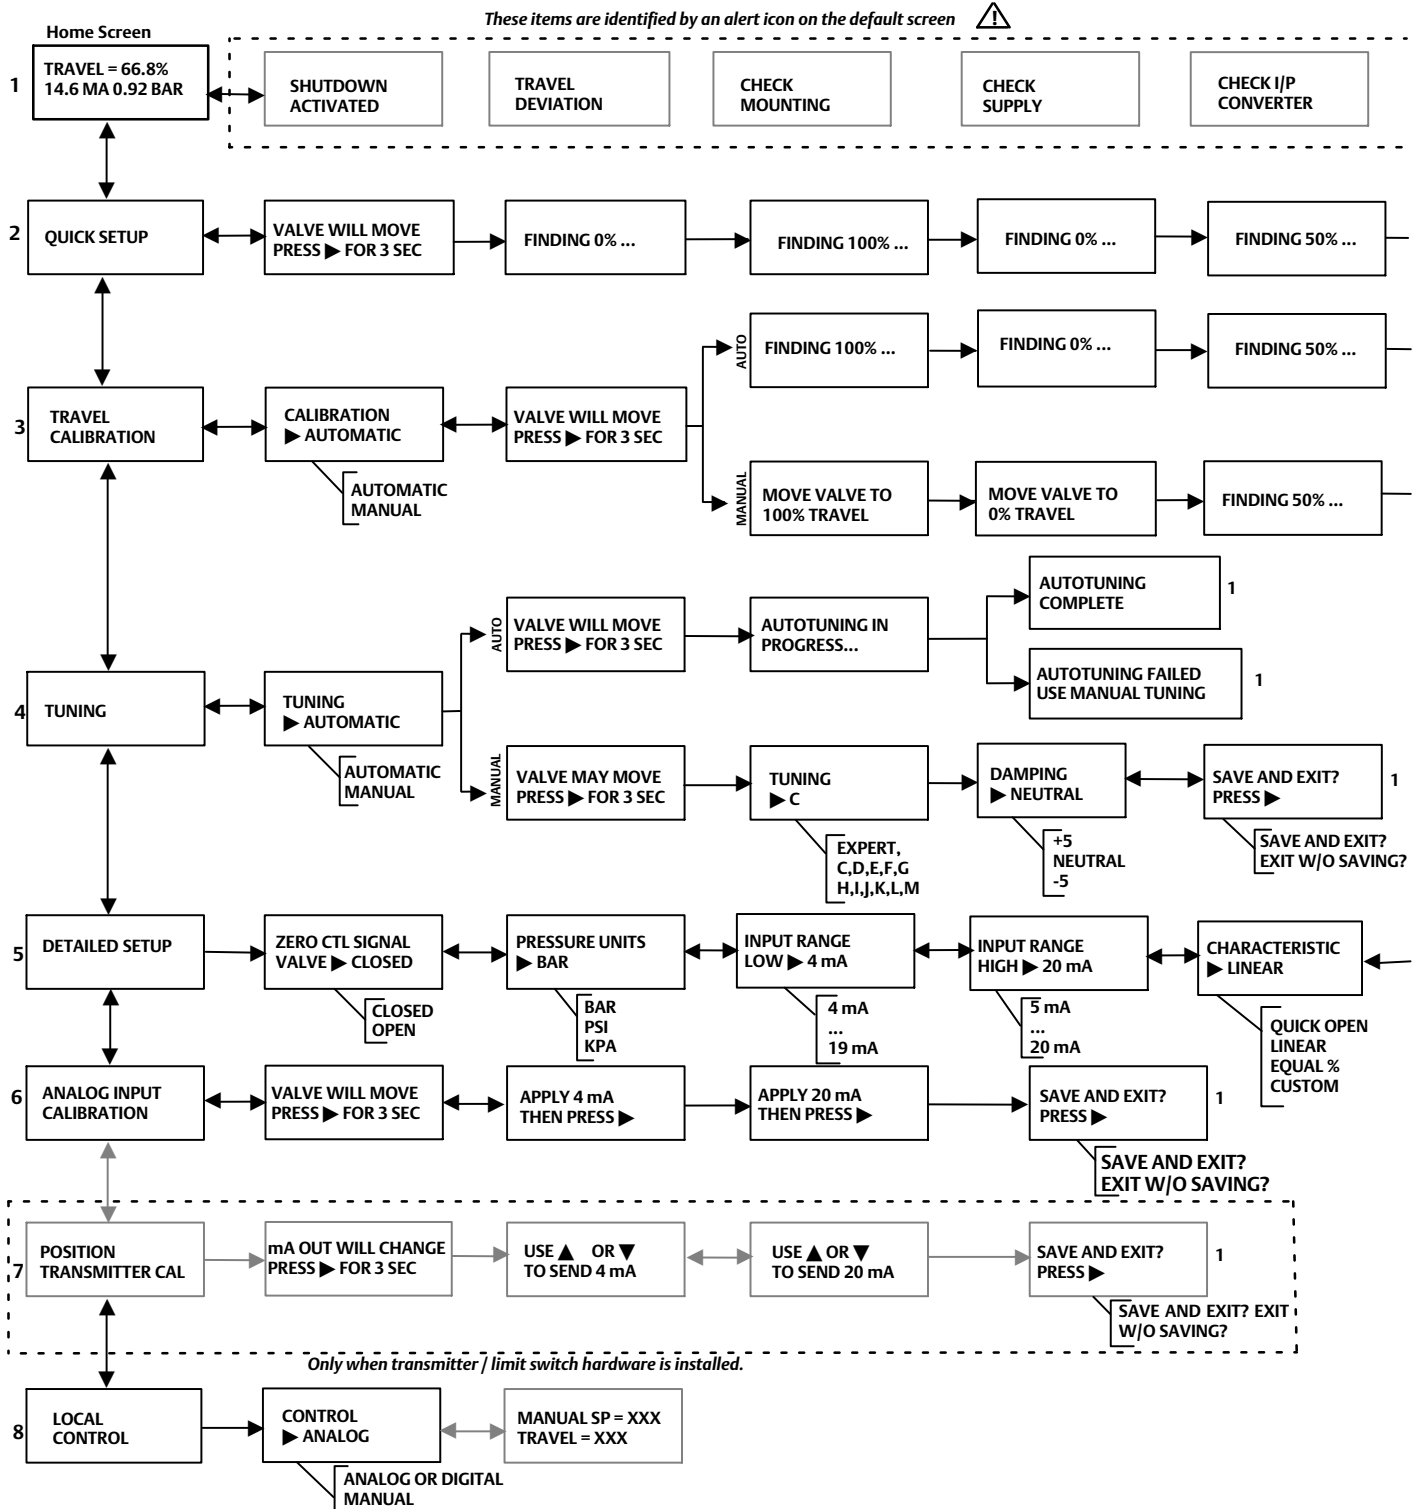 These items are identified by an alert icon on the default screen
Home Screen
1
TRAVEL = 66.8%
14.6 MA 0.92 BAR
SHUTDOWN
ACTIVATED
TRAVEL
DEVIATION
CHECK
MOUNTING
CHECK
SUPPLY
CHECK I/P
CONVERTER
2
QUICK SETUP
VALVE WILL MOVE
PRESS ▶ FOR 3 SEC
FINDING 0% ...
FINDING 100% ...
FINDING 0% ...
FINDING 50% ...
3
TRAVEL
CALIBRATION
CALIBRATION
▶ AUTOMATIC
AUTOMATIC
MANUAL
VALVE WILL MOVE
PRESS ▶ FOR 3 SEC
AUTO
FINDING 100% ...
FINDING 0% ...
FINDING 50% ...
MANUAL
MOVE VALVE TO
100% TRAVEL
MOVE VALVE TO
0% TRAVEL
FINDING 50% ...
4
TUNING
TUNING
▶ AUTOMATIC
AUTOMATIC
MANUAL
AUTO
VALVE WILL MOVE
PRESS ▶ FOR 3 SEC
AUTOTUNING IN
PROGRESS...
AUTOTUNING
COMPLETE
1
AUTOTUNING FAILED
USE MANUAL TUNING
1
MANUAL
VALVE MAY MOVE
PRESS ▶ FOR 3 SEC
TUNING
▶ C
EXPERT,
C,D,E,F,G
H,I,J,K,L,M
DAMPING
▶ NEUTRAL
+5
NEUTRAL
-5
SAVE AND EXIT?
PRESS ▶
1
SAVE AND EXIT?
EXIT W/O SAVING?
5
DETAILED SETUP
ZERO CTL SIGNAL
VALVE ▶ CLOSED
CLOSED
OPEN
PRESSURE UNITS
▶ BAR
BAR
PSI
KPA
INPUT RANGE
LOW ▶ 4 mA
4 mA
...
19 mA
INPUT RANGE
HIGH ▶ 20 mA
5 mA
...
20 mA
CHARACTERISTIC
▶ LINEAR
QUICK OPEN
LINEAR
EQUAL %
CUSTOM
6
ANALOG INPUT
CALIBRATION
VALVE WILL MOVE
PRESS ▶ FOR 3 SEC
APPLY 4 mA
THEN PRESS ▶
APPLY 20 mA
THEN PRESS ▶
SAVE AND EXIT?
PRESS ▶
1
SAVE AND EXIT?
EXIT W/O SAVING?
7
POSITION
TRANSMITTER CAL
mA OUT WILL CHANGE
PRESS ▶ FOR 3 SEC
USE ▲ OR ▼
TO SEND 4 mA
USE ▲ OR ▼
TO SEND 20 mA
SAVE AND EXIT?
PRESS ▶
1
SAVE AND EXIT? EXIT
W/O SAVING?
Only when transmitter / limit switch hardware is installed.
8
LOCAL
CONTROL
CONTROL
▶ ANALOG
ANALOG OR DIGITAL
MANUAL
MANUAL SP = XXX
TRAVEL = XXX